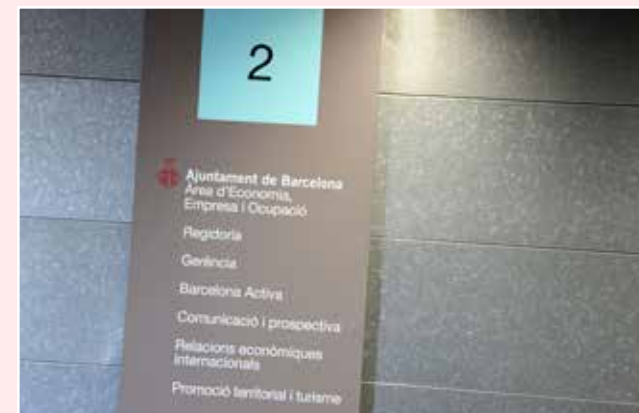 2
Ajuntament de Barcelona
Àrea d'Economia,
Empresa i Ocupació
Regidoria
Gerència
Barcelona Activa
Comunicació i prospectiva
Relacions econòmiques
internacionals
Promoció territorial i turisme